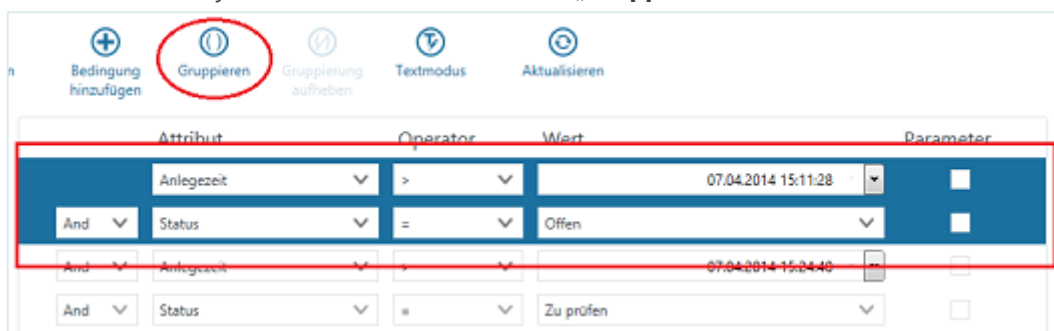 Bedingung hinzufügen
Gruppieren
Gruppierung aufheben
Textmodus
Aktualisieren
Attribut Operator Wert Parameter
Anlegezeit > 07.04.2014 15:11:28
And Status = Offen
And Anlegezeit > 07.04.2014 15:24:40
And Status = Zu prüfen